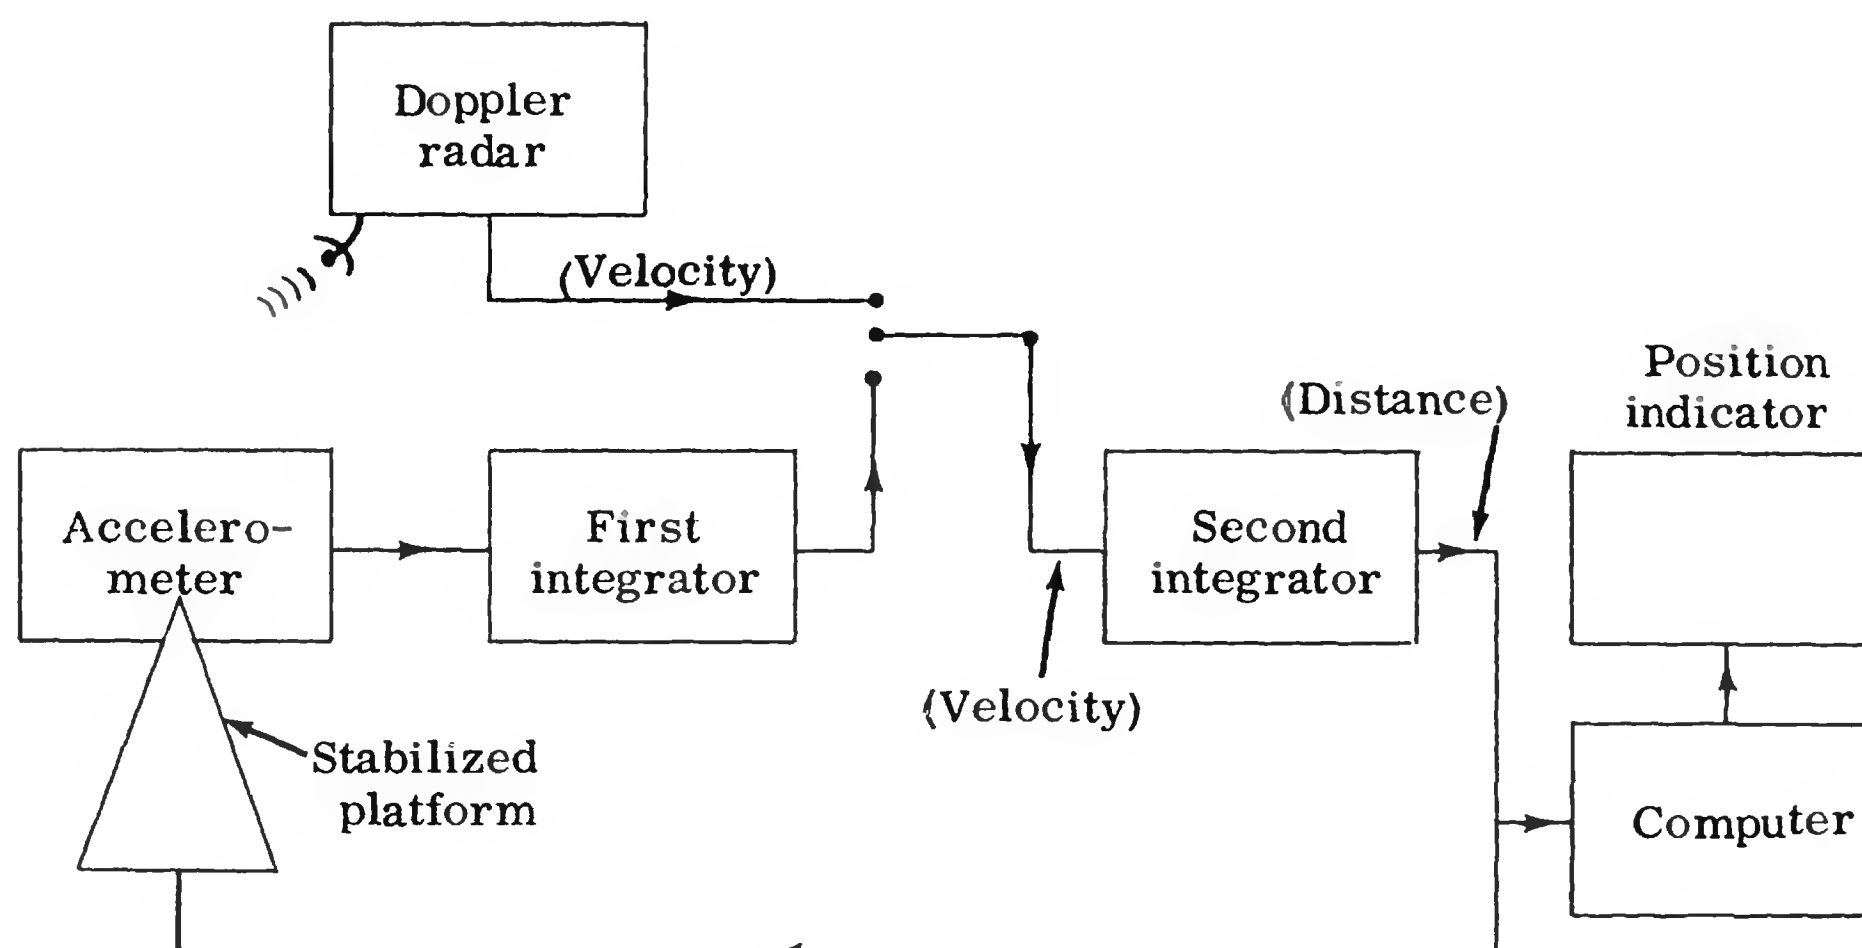 Doppler
radar
(Velocity)
Position
indicator
(Distance)
Accelero-
meter
First
integrator
Second
integrator
(Velocity)
Stabilized
platform
Computer